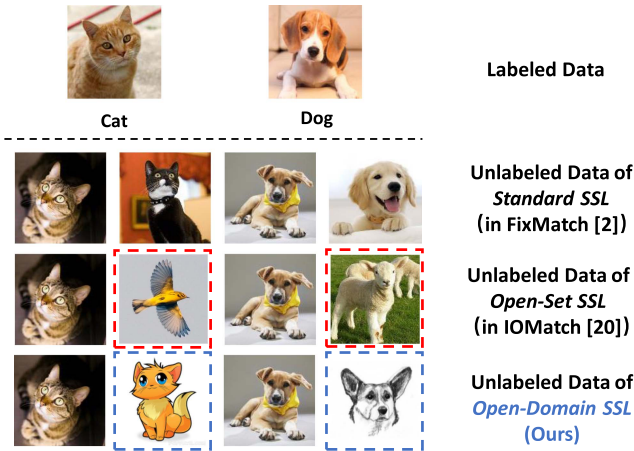 Labeled Data
Cat
Dog
Unlabeled Data of
Standard SSL
(in FixMatch [2])
Unlabeled Data of
Open-Set SSL
(in IOMatch [20])
Unlabeled Data of
Open-Domain SSL
(Ours)